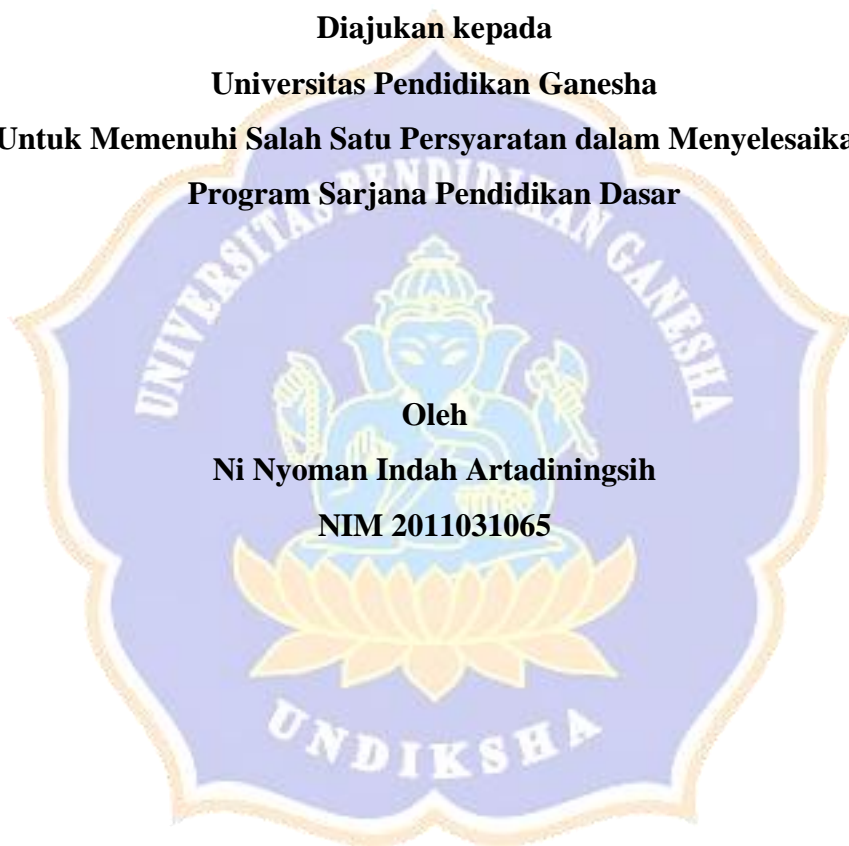 Diajukan kepada
Universitas Pendidikan Ganesha
Untuk Memenuhi Salah Satu Persyaratan dalam Menyelesaika
Program Sarjana Pendidikan Dasar
UNIVERSITAS PENDIDIKAN GANESHA
Oleh
Ni Nyoman Indah Artadiningsih
NIM 2011031065
UNDIKSHA